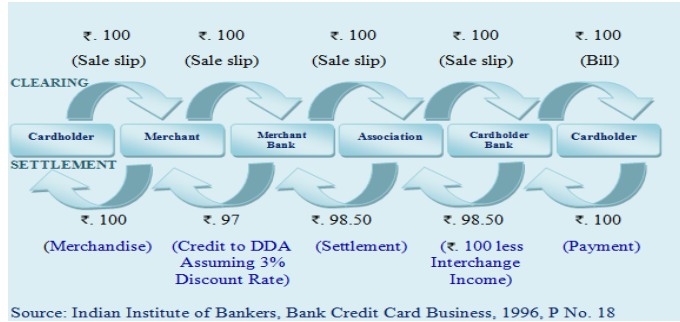 ₹. 100 ₹. 100 ₹. 100 ₹. 100 ₹. 100
(Sale slip) (Sale slip) (Sale slip) (Sale slip) (Bill)
CLEARING
Cardholder Merchant Merchant Bank Association Cardholder Bank Cardholder
SETTLEMENT
₹. 100 ₹. 97 ₹. 98.50 ₹. 98.50 ₹. 100
(Merchandise) (Credit to DDA (Settlement) (₹. 100 less (Payment)
Assuming 3% Interchange
Discount Rate) Income)
Source: Indian Institute of Bankers, Bank Credit Card Business, 1996, P No. 18